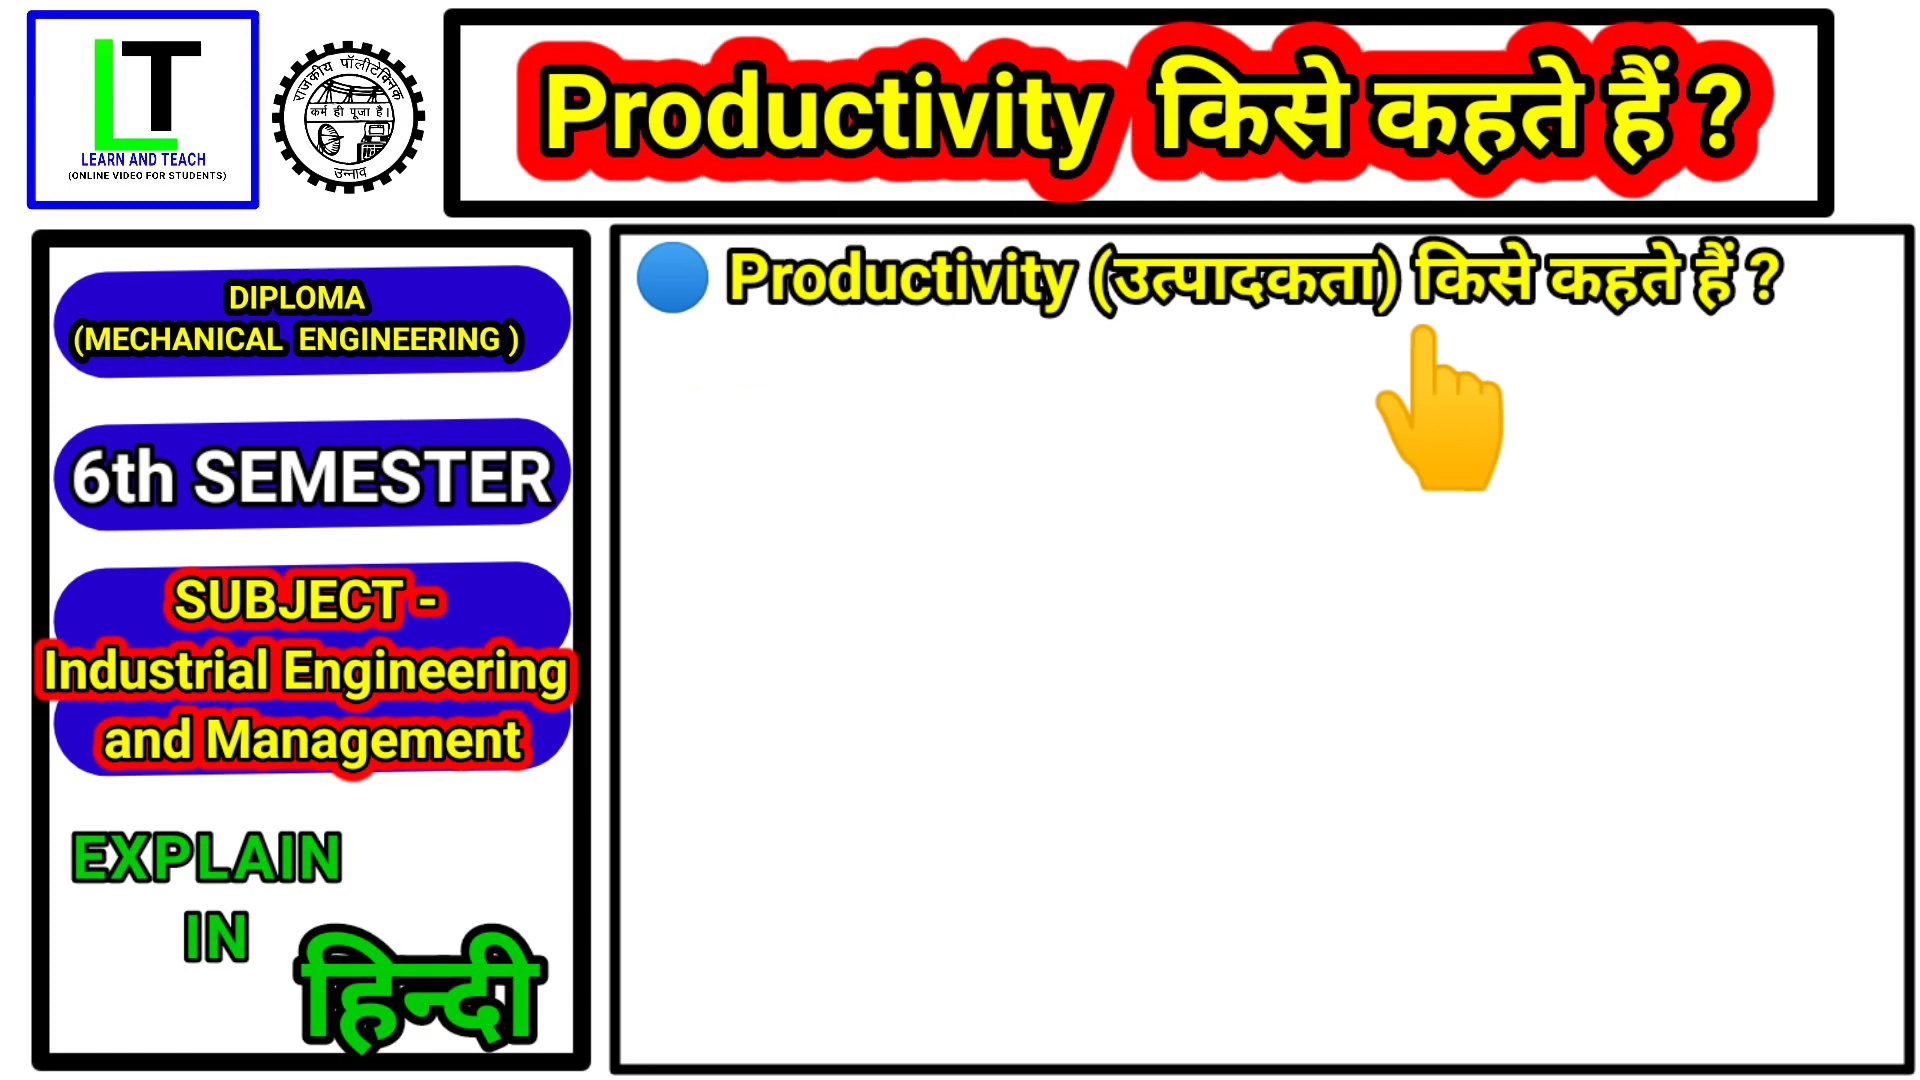 LT
LEARN AND TEACH
(ONLINE VIDEO FOR STUDENTS)
राजकीय पॉलीटेक्निक
कर्म ही पूजा है।
उन्नाव
Productivity किसे कहते हैं ?
DIPLOMA
(MECHANICAL ENGINEERING )
6th SEMESTER
SUBJECT -
Industrial Engineering
and Management
EXPLAIN
IN
हिन्दी
Productivity (उत्पादकता) किसे कहते हैं ?